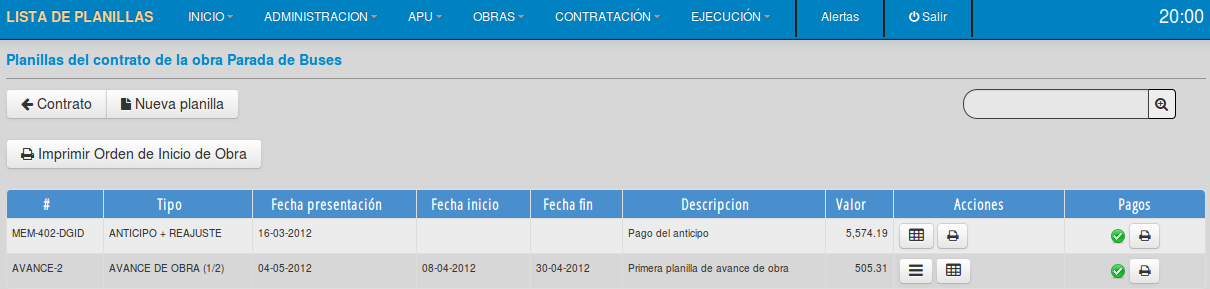 LISTA DE PLANILLAS INICIO ADMINISTRACION APU OBRAS CONTRATACIÓN EJECUCIÓN Alertas Salir 20:00
Planillas del contrato de la obra Parada de Buses
Contrato Nueva planilla
Imprimir Orden de Inicio de Obra
# Tipo Fecha presentación Fecha inicio Fecha fin Descripcion Valor Acciones Pagos
MEM-402-DGID ANTICIPO + REAJUSTE 16-03-2012 Pago del anticipo 5,574.19
AVANCE-2 AVANCE DE OBRA (1/2) 04-05-2012 08-04-2012 30-04-2012 Primera planilla de avance de obra 505.31